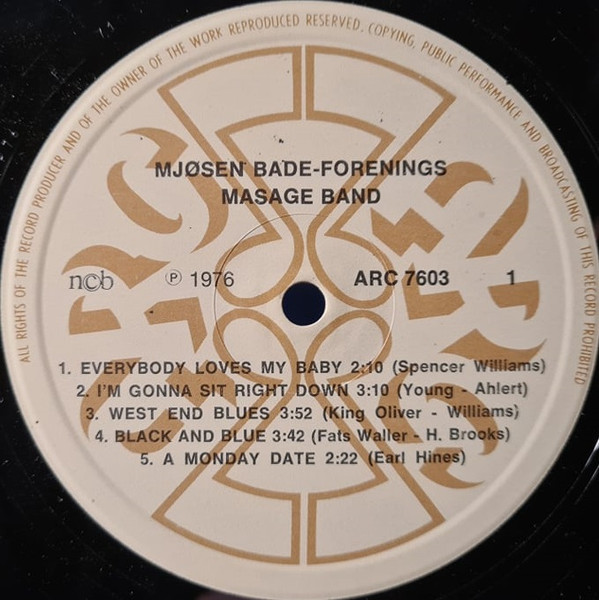 ALL RIGHTS OF THE RECORD PRODUCER AND OF THE OWNER OF THE WORK REPRODUCED RESERVED. COPYING, PUBLIC PERFORMANCE AND BROADCASTING OF THIS RECORD PROHIBITED
MJØSEN BADE-FORENINGS
MASAGE BAND
ncb ℗ 1976 ARC 7603 1
1. EVERYBODY LOVES MY BABY 2:10 (Spencer Williams)
2. I'M GONNA SIT RIGHT DOWN 3:10 (Young - Ahlert)
3. WEST END BLUES 3:52 (King Oliver - Williams)
4. BLACK AND BLUE 3:42 (Fats Waller - H. Brooks)
5. A MONDAY DATE 2:22 (Earl Hines)